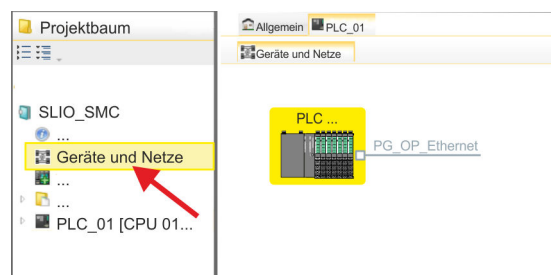 Projektbaum
SLIO_SMC
...
Geräte und Netze
...
...
PLC_01 [CPU 01...
Allgemein
PLC_01
Geräte und Netze
PLC ...
PG_OP_Ethernet